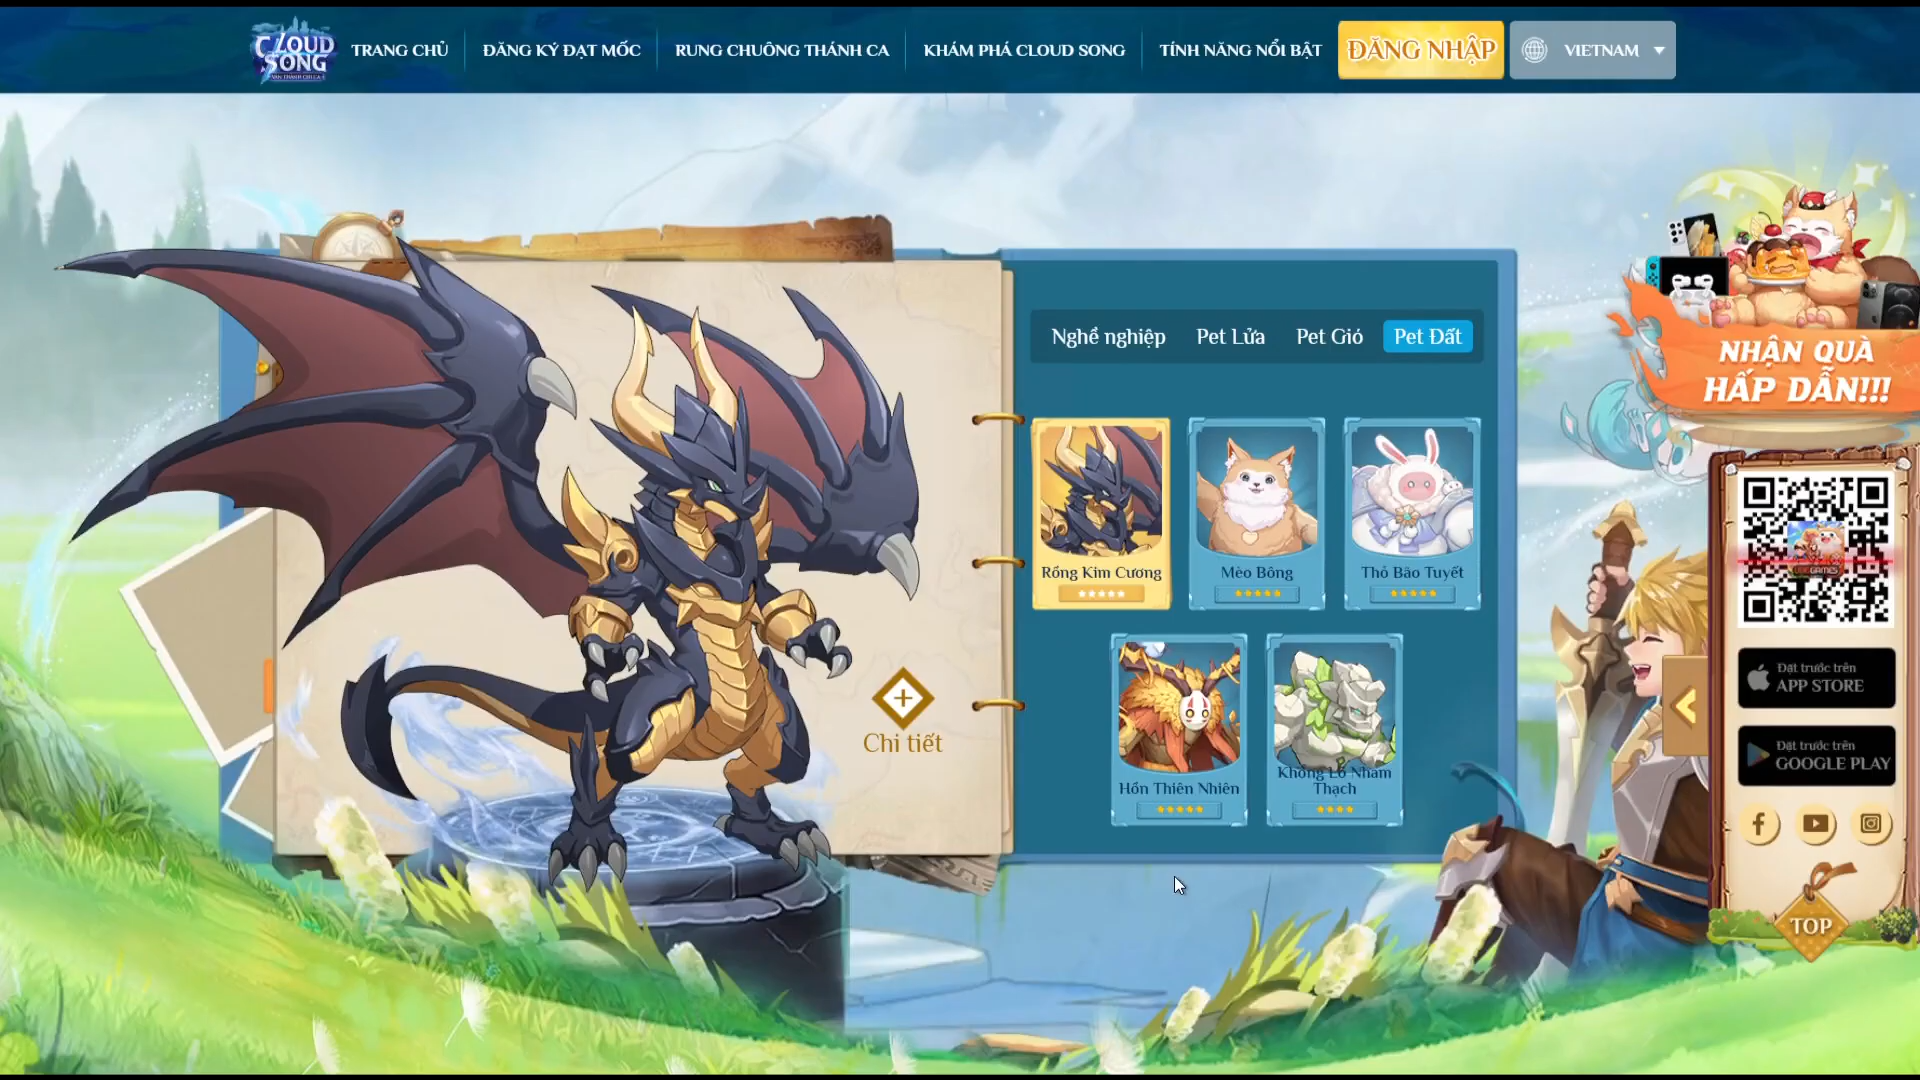 CLOUD SONG
TRANG CHỦ
ĐĂNG KÝ ĐẠT MỐC
RUNG CHUÔNG THÁNH CA
KHÁM PHÁ CLOUD SONG
TÍNH NĂNG NỔI BẬT
ĐĂNG NHẬP
VIETNAM
NHẬN QUÀ
HẤP DẪN!!!
Nghề nghiệp
Pet Lửa
Pet Gió
Pet Đất
Rồng Kim Cương
Mèo Bông
Thỏ Bão Tuyết
Hồn Thiên Nhiên
Khổng Lồ Nham
Thạch
Chi tiết
Đặt trước trên
APP STORE
Đặt trước trên
GOOGLE PLAY
TOP